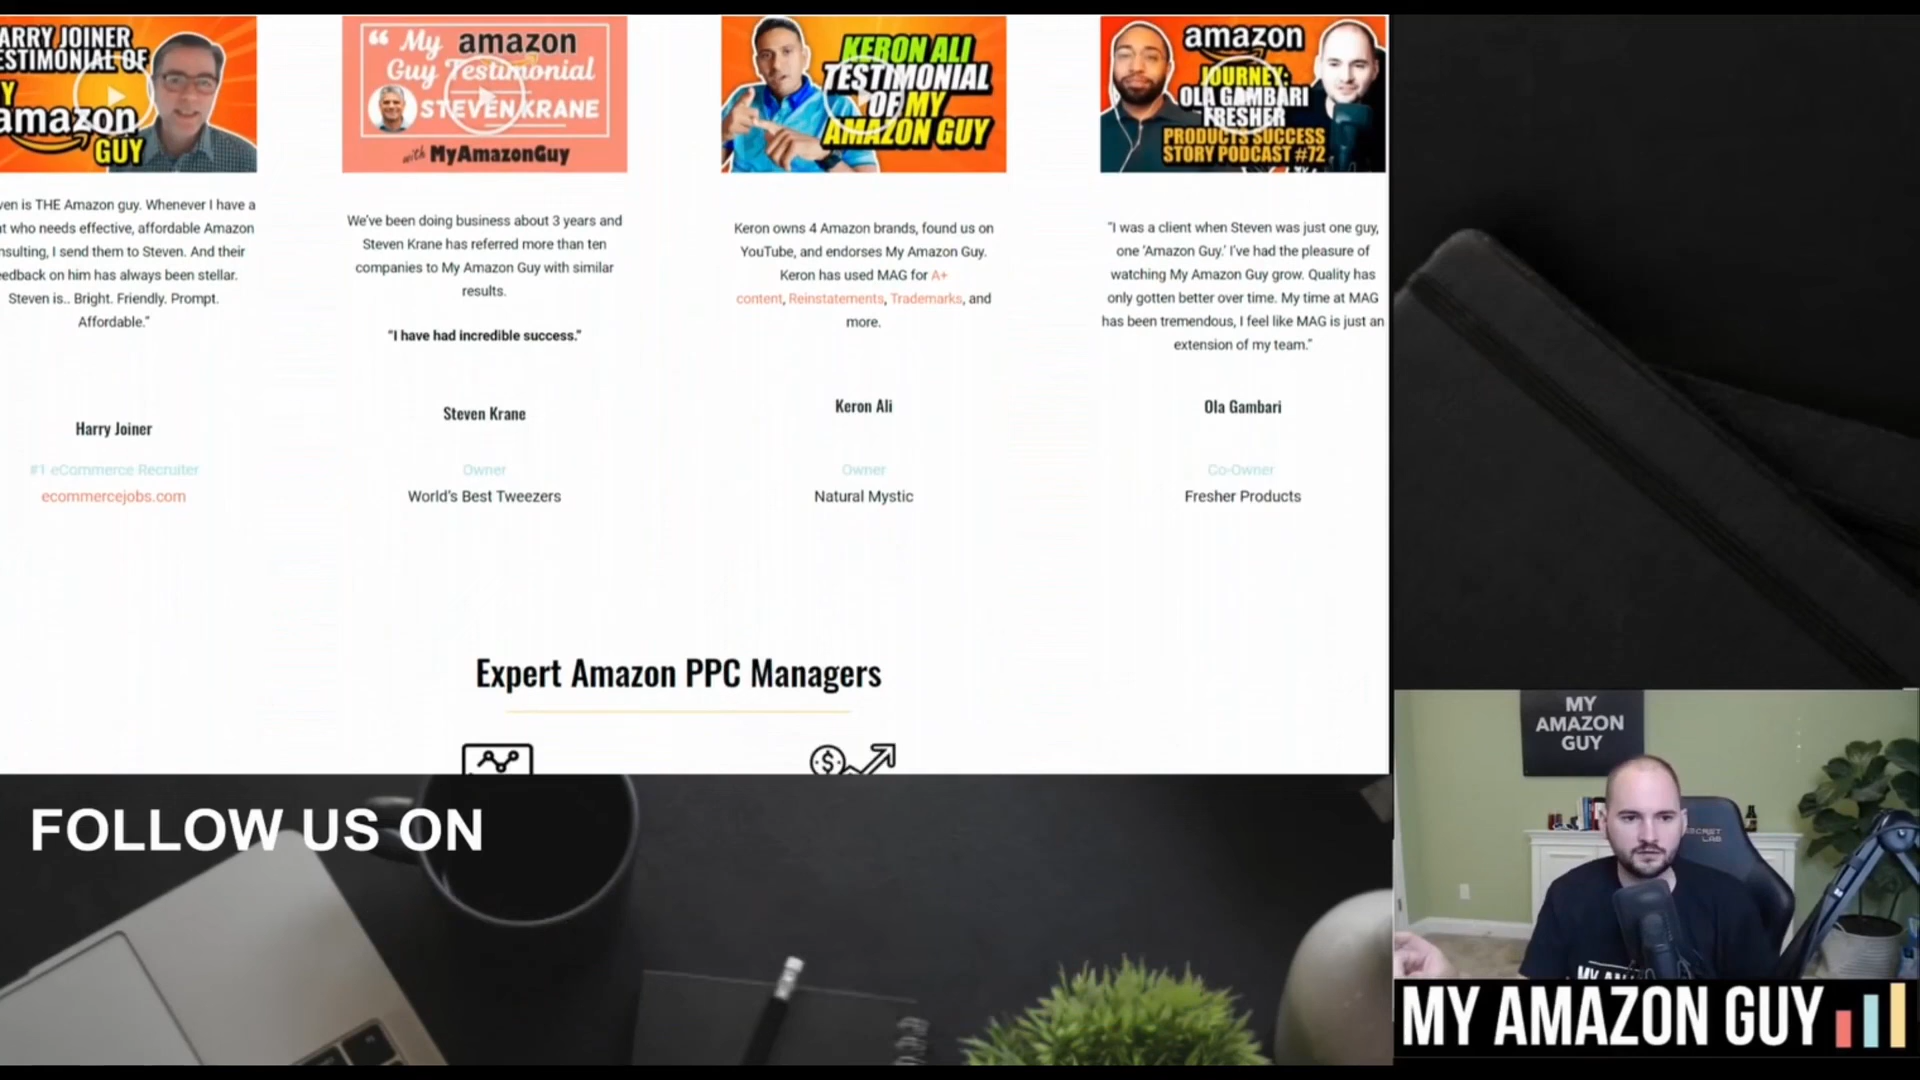 ARRY JOINER
ESTIMONIAL OF
Y
amazon
GUY
“ My amazon
Guy Testimonial
STEVEN KRANE
with MyAmazonGuy
KERON ALI
TESTIMONIAL
OF MY
AMAZON GUY
amazon
JOURNEY:
OLA GAMBARI
FRESHER
PRODUCTS SUCCESS
STORY PODCAST #72
ven is THE Amazon guy. Whenever I have a
t who needs effective, affordable Amazon
nsulting, I send them to Steven. And their
edback on him has always been stellar.
Steven is.. Bright. Friendly. Prompt.
Affordable.”
Harry Joiner
#1 eCommerce Recruiter
ecommercejobs.com
We’ve been doing business about 3 years and
Steven Krane has referred more than ten
companies to My Amazon Guy with similar
results.
“I have had incredible success.”
Steven Krane
Owner
World’s Best Tweezers
Keron owns 4 Amazon brands, found us on
YouTube, and endorses My Amazon Guy.
Keron has used MAG for A+
content, Reinstatements, Trademarks, and
more.
Keron Ali
Owner
Natural Mystic
“I was a client when Steven was just one guy,
one ‘Amazon Guy.’ I’ve had the pleasure of
watching My Amazon Guy grow. Quality has
only gotten better over time. My time at MAG
has been tremendous, I feel like MAG is just an
extension of my team.”
Ola Gambari
Co-Owner
Fresher Products
Expert Amazon PPC Managers
FOLLOW US ON
MY
AMAZON
GUY
MY AMAZON GUY